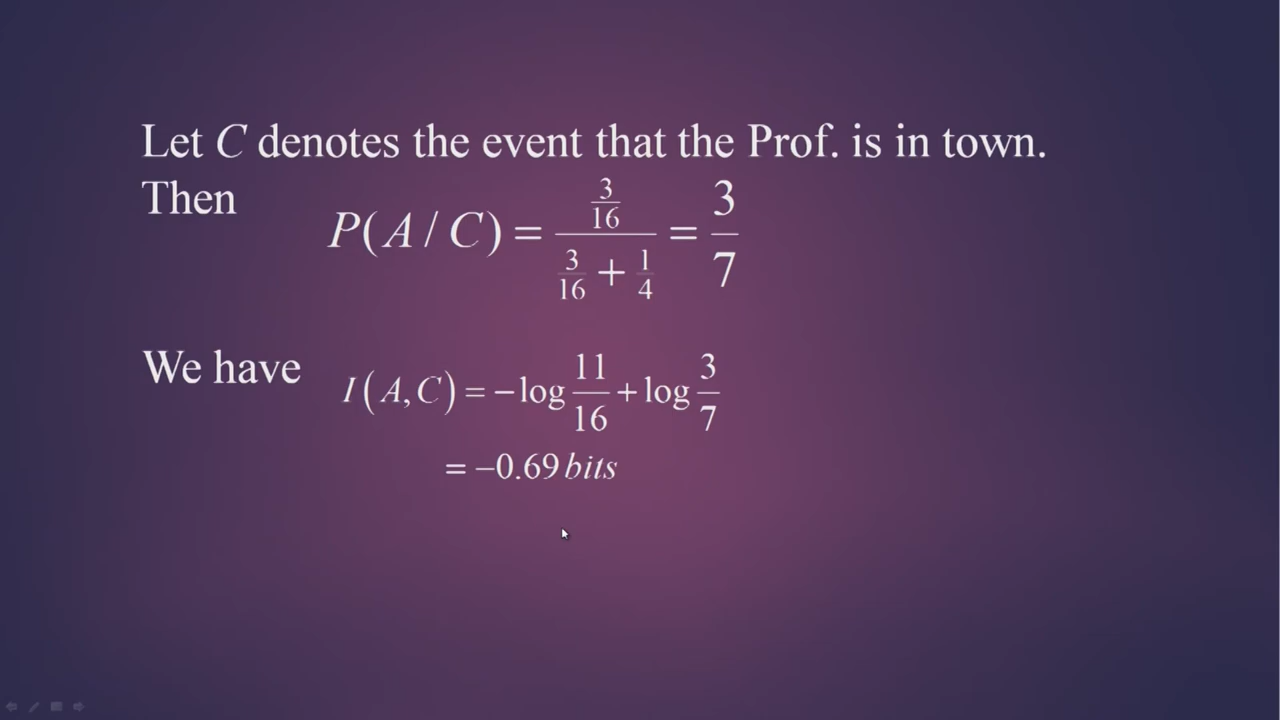 Let C denotes the event that the Prof. is in town.
Then
P(A / C) = (3/16) / (3/16 + 1/4) = 3/7
We have
I(A,C) = −log 11/16 + log 3/7
= −0.69 bits